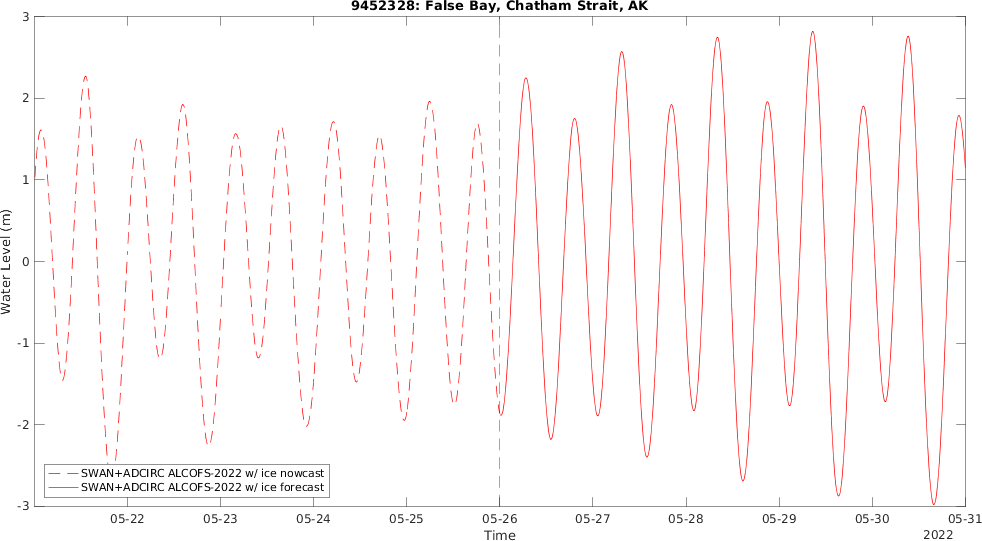 9452328: False Bay, Chatham Strait, AK
3
2
1
0
-1
-2
-3
Water Level (m)
SWAN+ADCIRC ALCOFS-2022 w/ ice nowcast
SWAN+ADCIRC ALCOFS-2022 w/ ice forecast
05-22 05-23 05-24 05-25 05-26 05-27 05-28 05-29 05-30 05-31
Time
2022